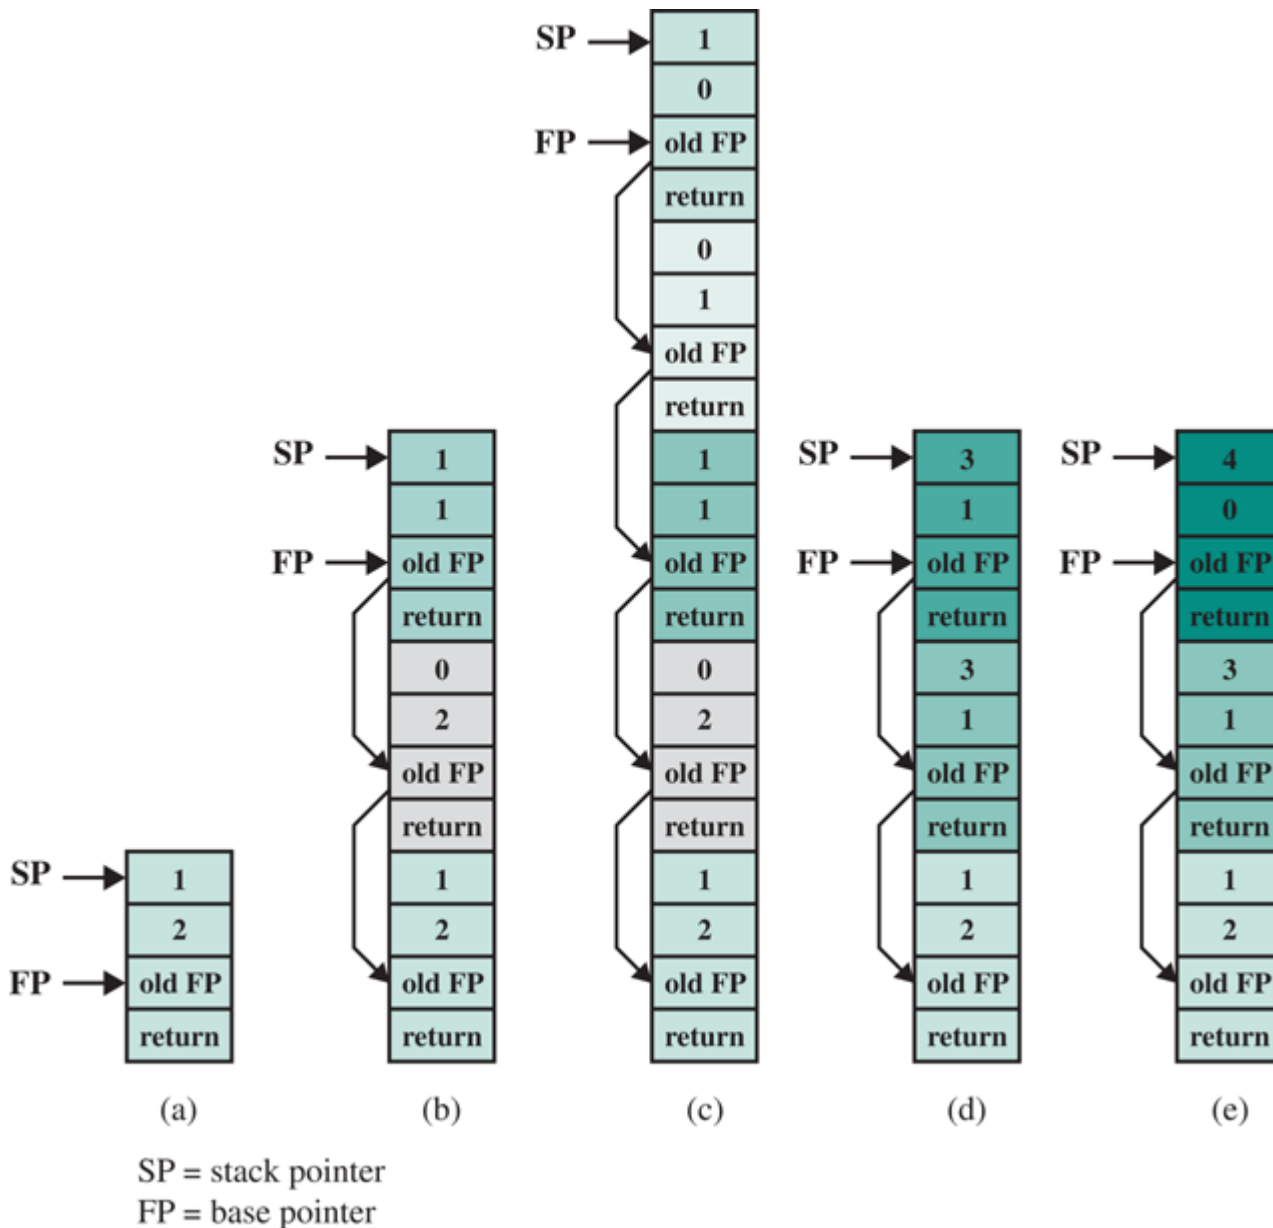 SP
1
2
FP
old FP
return
(a)
SP
1
1
FP
old FP
return
0
2
old FP
return
1
2
old FP
return
(b)
SP
1
0
FP
old FP
return
0
1
old FP
return
1
1
old FP
return
0
2
old FP
return
1
2
old FP
return
(c)
SP
3
1
FP
old FP
return
3
1
old FP
return
1
2
old FP
return
(d)
SP
4
0
FP
old FP
return
3
1
old FP
return
1
2
old FP
return
(e)
SP = stack pointer
FP = base pointer